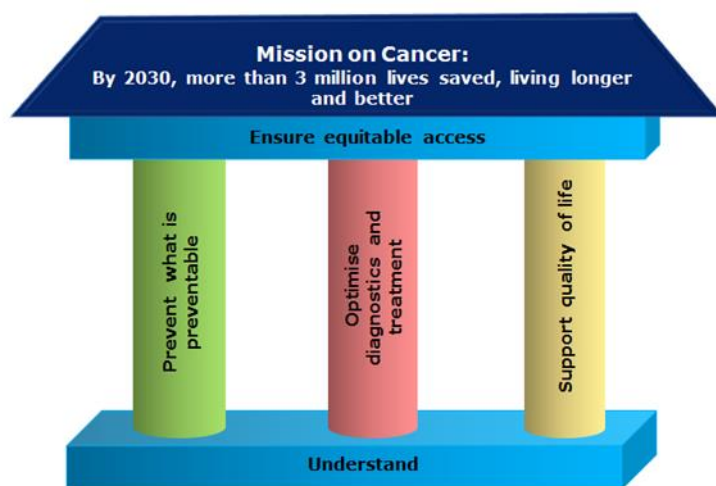 Mission on Cancer:
By 2030, more than 3 million lives saved, living longer
and better
Ensure equitable access
Prevent what is
preventable
Optimise
diagnostics and
treatment
Support quality of life
Understand